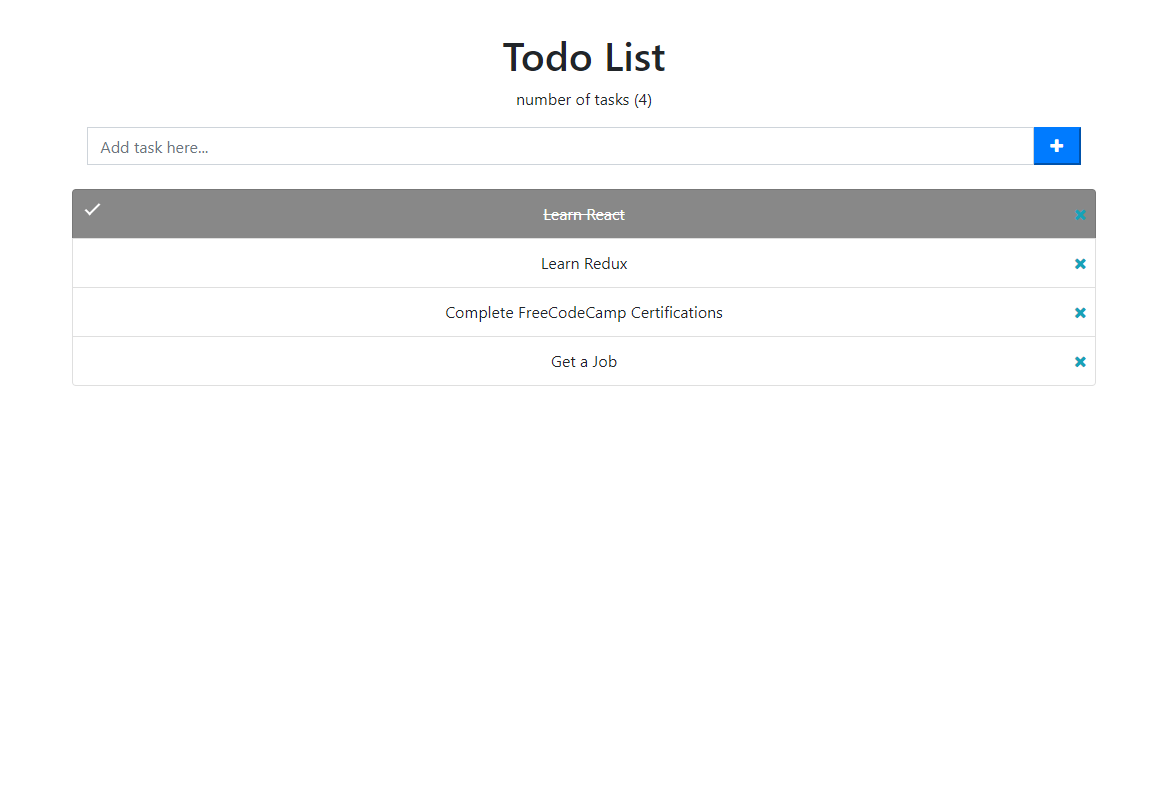 Todo List
number of tasks (4)
Add task here...
Learn React
Learn Redux
Complete FreeCodeCamp Certifications
Get a Job